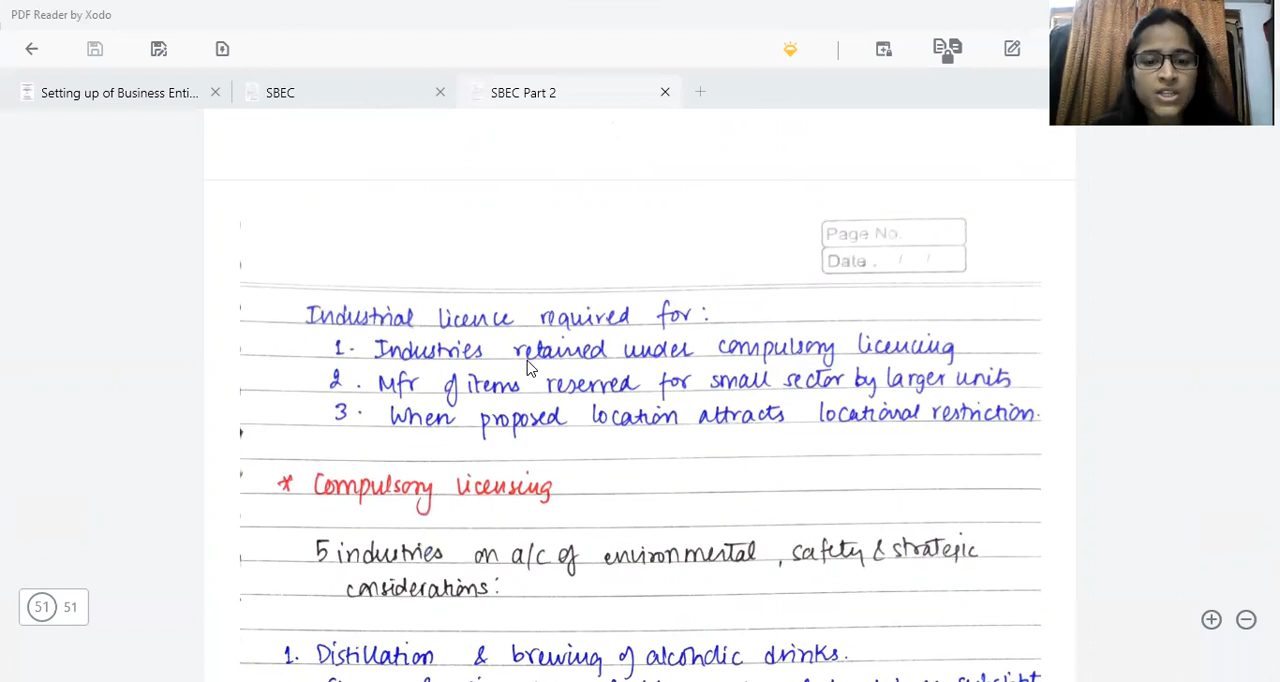 PDF Reader by Xodo
Setting up of Business Enti...
SBEC
SBEC Part 2
Page No.
Date . / /
Industrial licence required for :
1. Industries retained under compulsory licencing
2. Mfr of items reserved for small sector by larger units
3. When proposed location attracts locational restriction.
* Compulsory licensing
5 industries on a/c of environmental, safety & strategic
considerations:
1. Distillation & brewing of alcoholic drinks.
51 51